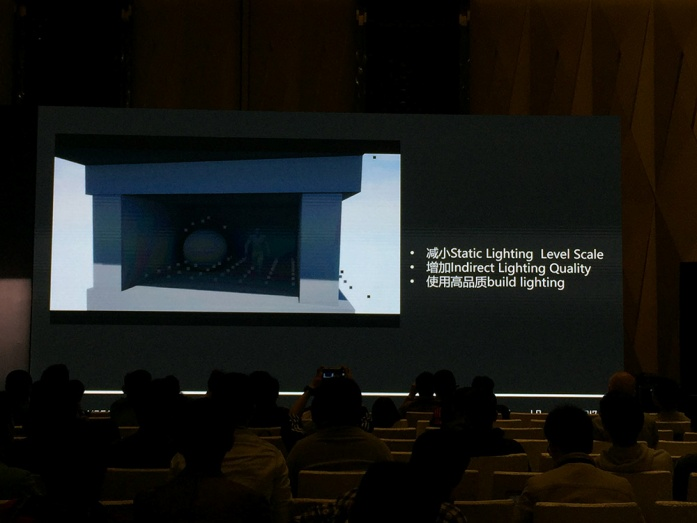 • 减小Static Lighting Level Scale
• 增加Indirect Lighting Quality
• 使用高品质build lighting